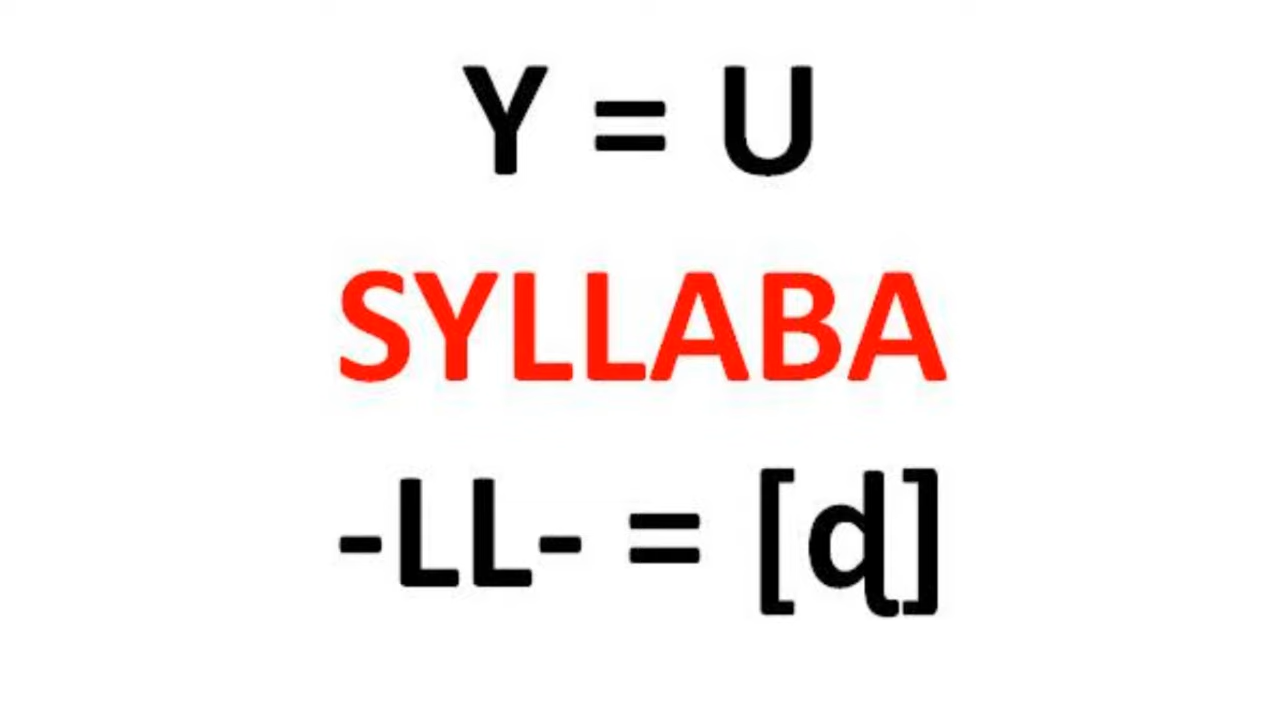 Y = U
SYLLABA
-LL- = [ɖ]